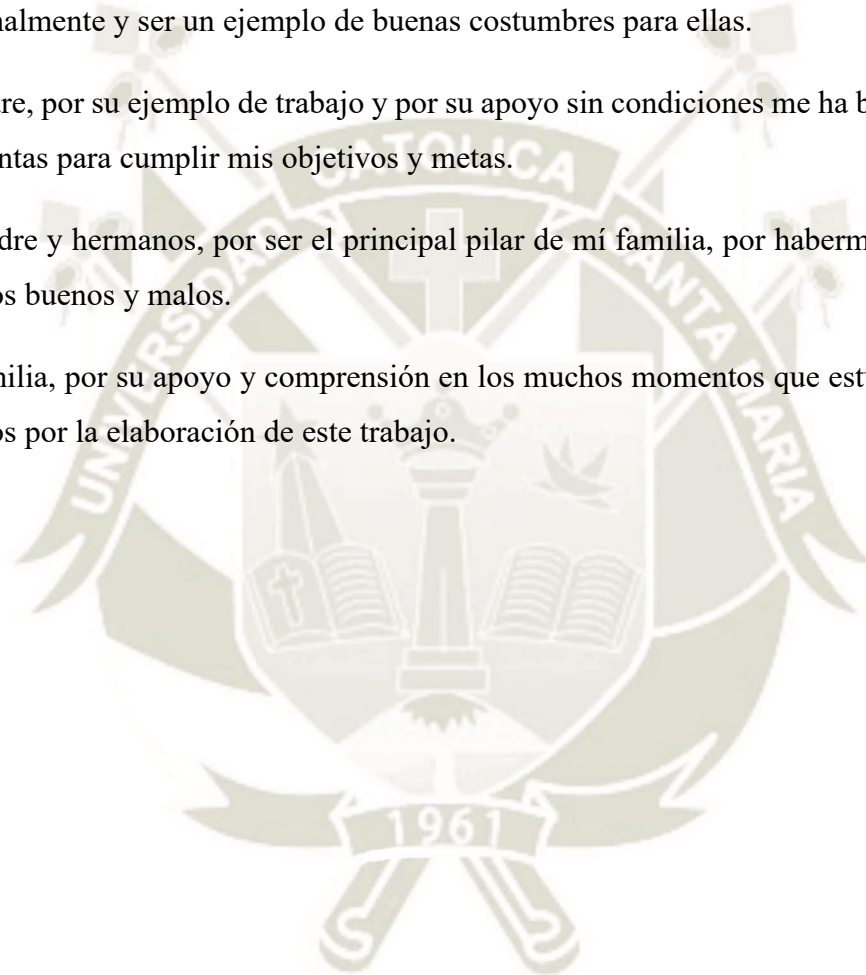 nalmente y ser un ejemplo de buenas costumbres para ellas.
re, por su ejemplo de trabajo y por su apoyo sin condiciones me ha b
ntas para cumplir mis objetivos y metas.
dre y hermanos, por ser el principal pilar de mí familia, por haberm
os buenos y malos.
nilia, por su apoyo y comprensión en los muchos momentos que est
os por la elaboración de este trabajo.
UNIVERSIDAD CATOLICA SANTA MARIA
1961